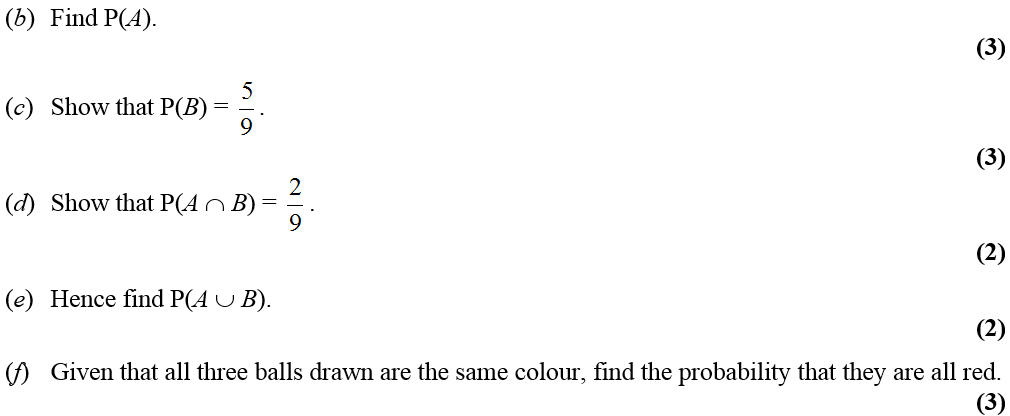 (b) Find P(A).
(3)
(c) Show that P(B) = 5/9.
(3)
(d) Show that P(A ∩ B) = 2/9.
(2)
(e) Hence find P(A ∪ B).
(2)
(f) Given that all three balls drawn are the same colour, find the probability that they are all red.
(3)